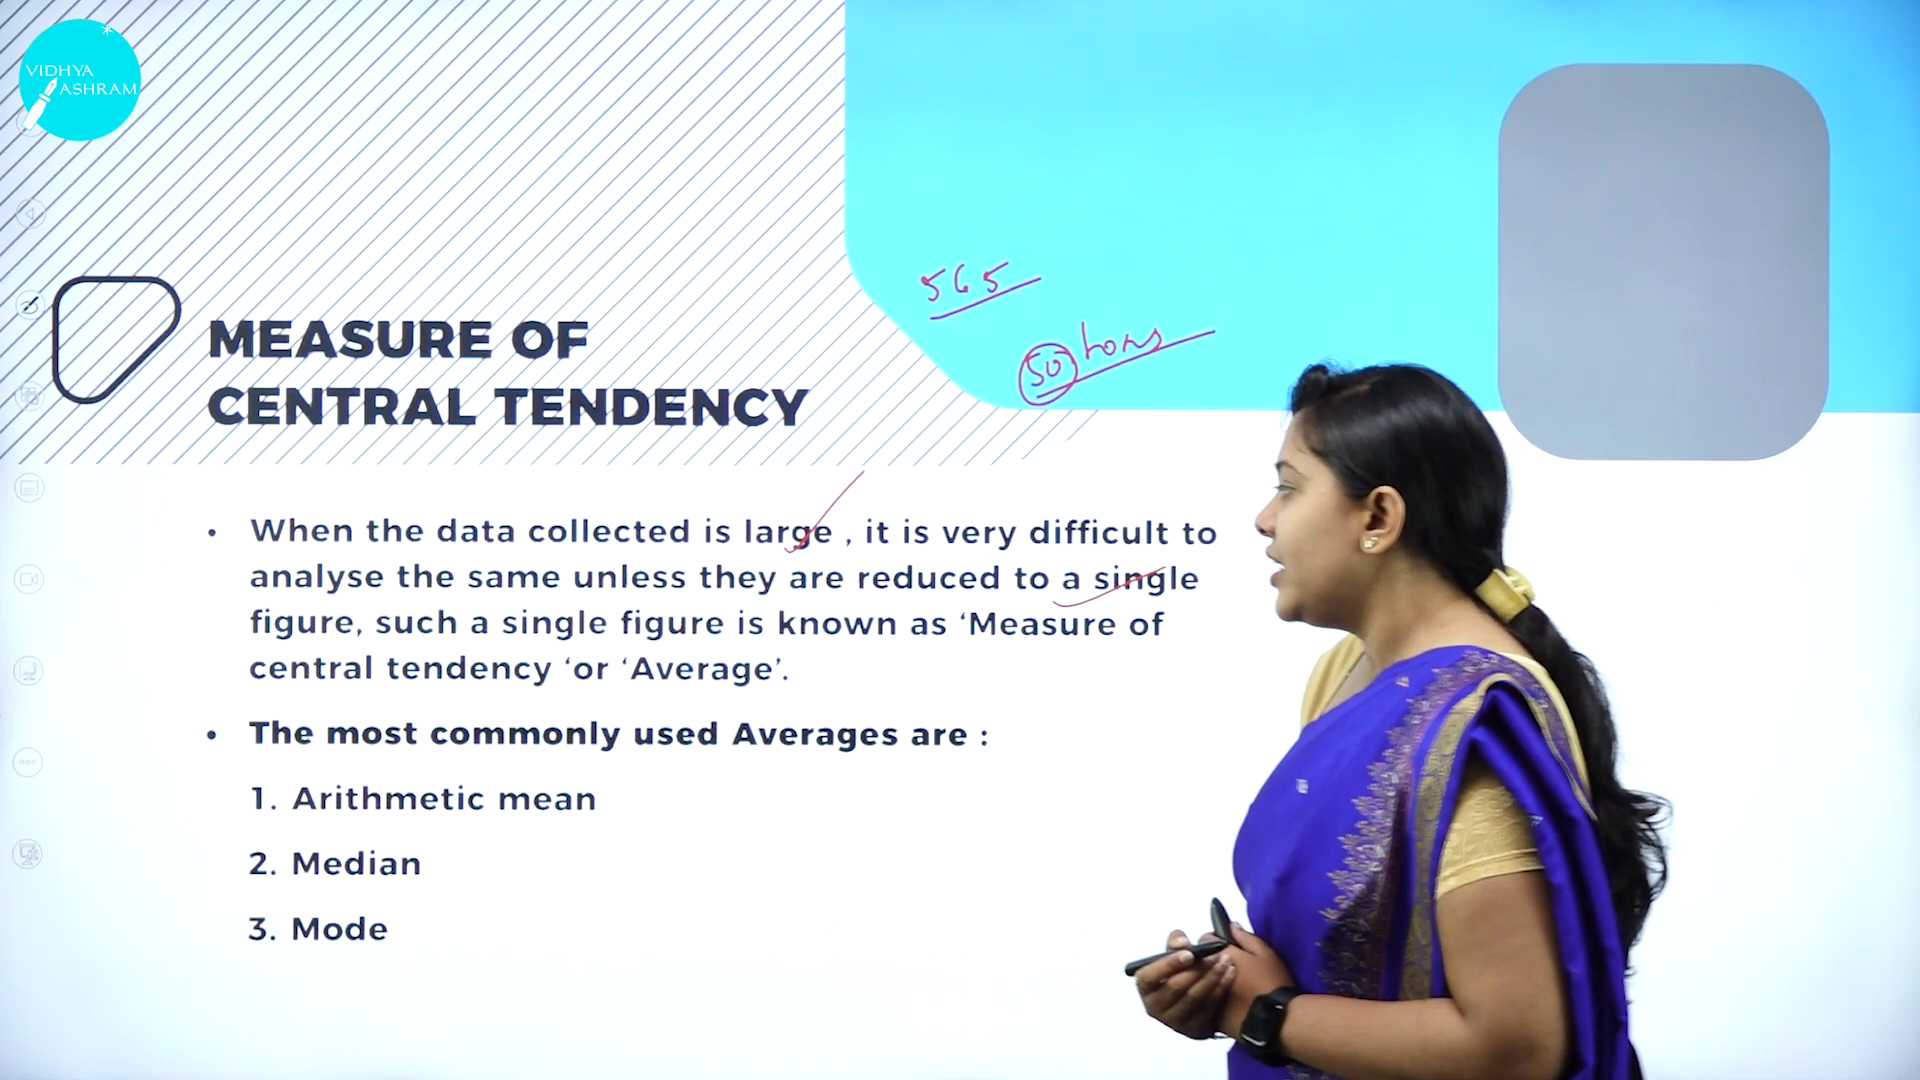 VIDHYA
ASHRAM
565
50 tons
MEASURE OF
CENTRAL TENDENCY
• When the data collected is large , it is very difficult to
analyse the same unless they are reduced to a single
figure, such a single figure is known as ‘Measure of
central tendency ‘or ‘Average’.
• The most commonly used Averages are :
1. Arithmetic mean
2. Median
3. Mode